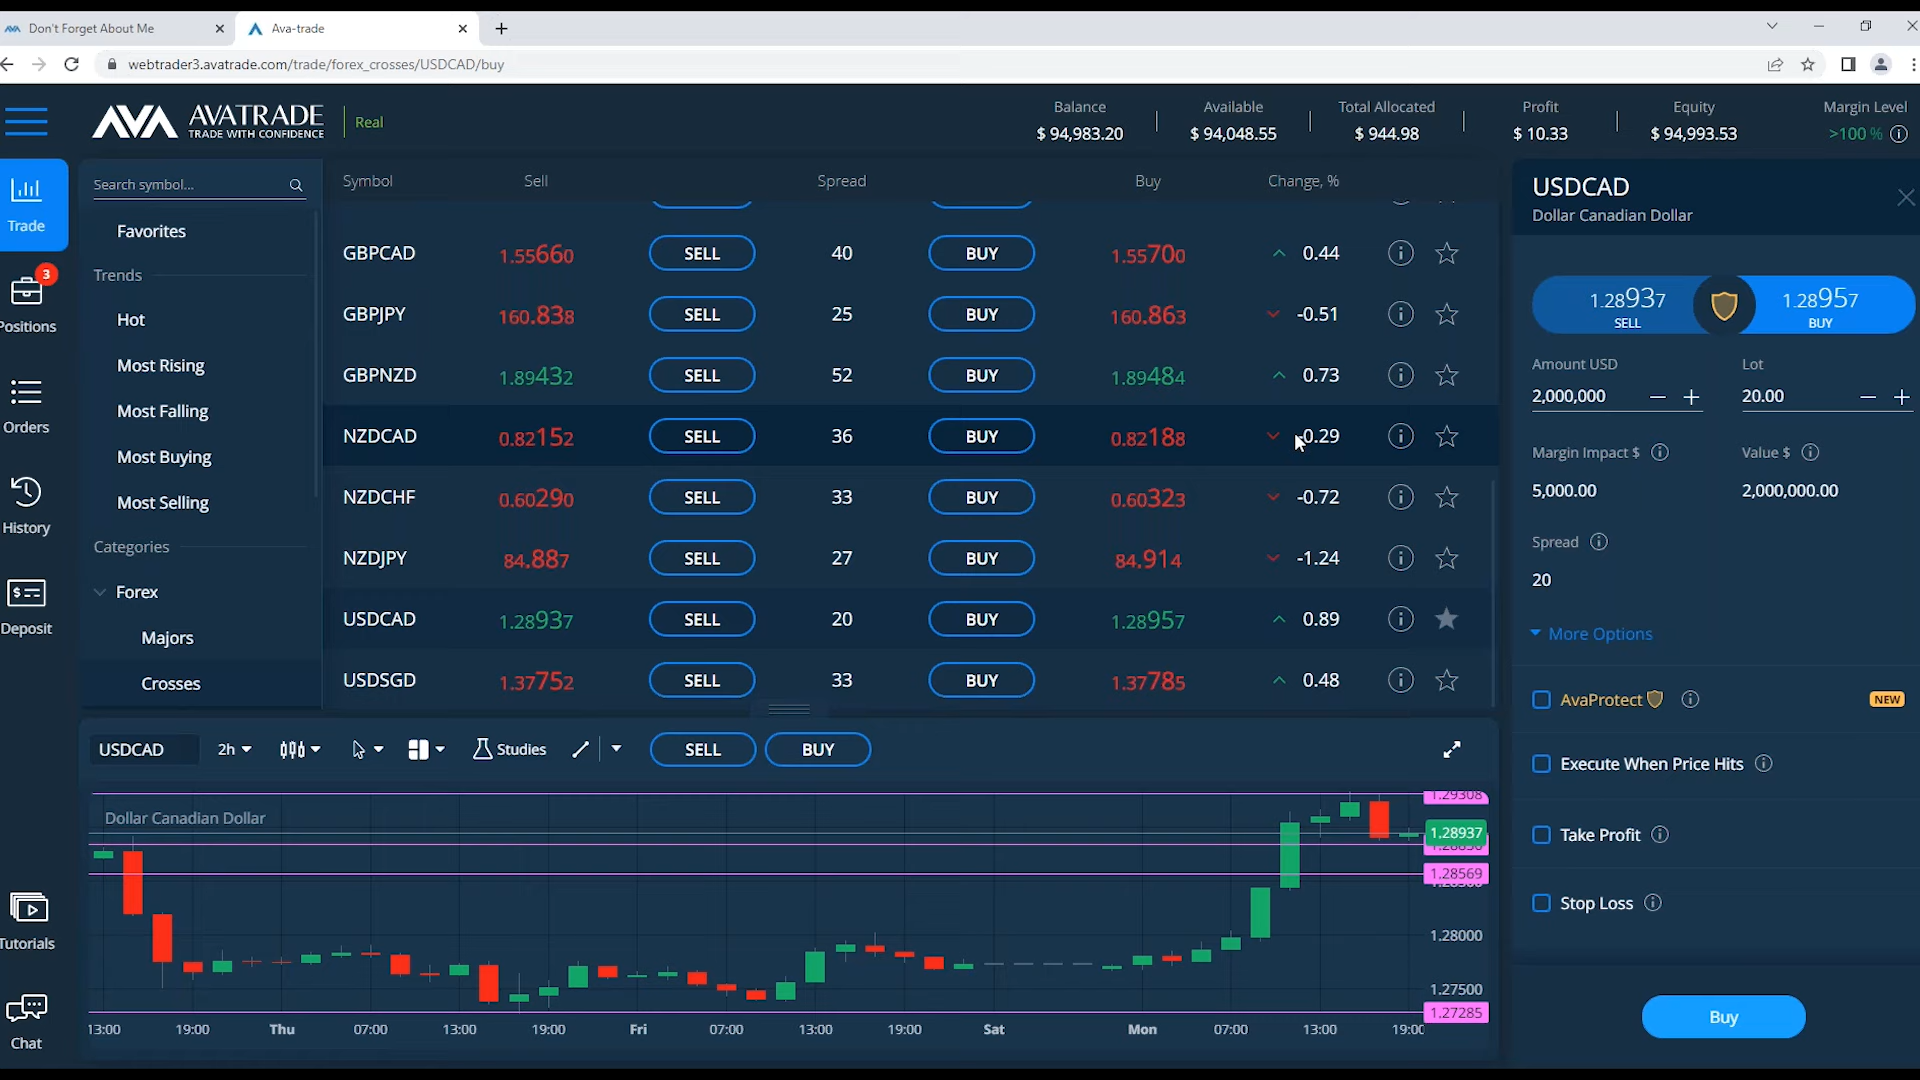 Don't Forget About Me
Ava-trade
webtrader3.avatrade.com/trade/forex_crosses/USDCAD/buy
AVA AVATRADE
TRADE WITH CONFIDENCE
Real
Balance Available Total Allocated Profit Equity Margin Level
$ 94,983.20 $ 94,048.55 $ 944.98 $ 10.33 $ 94,993.53 >100 %
Trade
3
Positions
Orders
History
Deposit
Tutorials
Chat
Search symbol...
Favorites
Trends
Hot
Most Rising
Most Falling
Most Buying
Most Selling
Categories
Forex
Majors
Crosses
Symbol Sell Spread Buy Change, %
GBPCAD 1.55660 SELL 40 BUY 1.55700 0.44
GBPJPY 160.838 SELL 25 BUY 160.863 -0.51
GBPNZD 1.89432 SELL 52 BUY 1.89484 0.73
NZDCAD 0.82152 SELL 36 BUY 0.82188 0.29
NZDCHF 0.60290 SELL 33 BUY 0.60323 -0.72
NZDJPY 84.887 SELL 27 BUY 84.914 -1.24
USDCAD 1.28937 SELL 20 BUY 1.28957 0.89
USDSGD 1.37752 SELL 33 BUY 1.37785 0.48
USDCAD 2h Studies SELL BUY
Dollar Canadian Dollar
1.29308
1.28937
1.28569
1.28000
1.27500
1.27285
13:00 19:00 Thu 07:00 13:00 19:00 Fri 07:00 13:00 19:00 Sat Mon 07:00 13:00 19:00
USDCAD
Dollar Canadian Dollar
1.28937 1.28957
SELL BUY
Amount USD Lot
2,000,000 20.00
Margin Impact $ Value $
5,000.00 2,000,000.00
Spread
20
More Options
AvaProtect NEW
Execute When Price Hits
Take Profit
Stop Loss
Buy